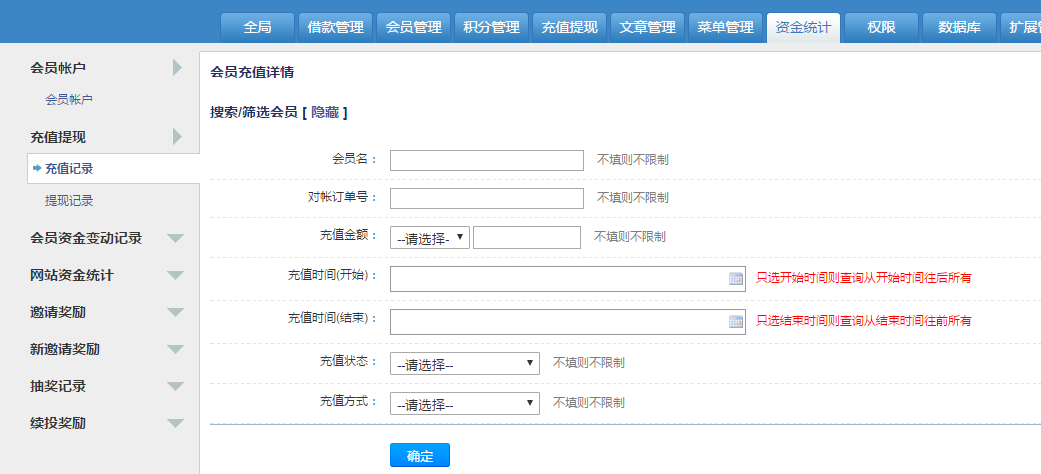 全局 借款管理 会员管理 积分管理 充值提现 文章管理 菜单管理 资金统计 权限 数据库 扩展
会员帐户
会员帐户
充值提现
充值记录
提现记录
会员资金变动记录
网站资金统计
邀请奖励
新邀请奖励
抽奖记录
续投奖励
会员充值详情
搜索/筛选会员 [ 隐藏 ]
会员名： 不填则不限制
对帐订单号： 不填则不限制
充值金额： --请选择- 不填则不限制
充值时间(开始)： 只选开始时间则查询从开始时间往后所有
充值时间(结束)： 只选结束时间则查询从结束时间往前所有
充值状态： --请选择-- 不填则不限制
充值方式： --请选择-- 不填则不限制
确定